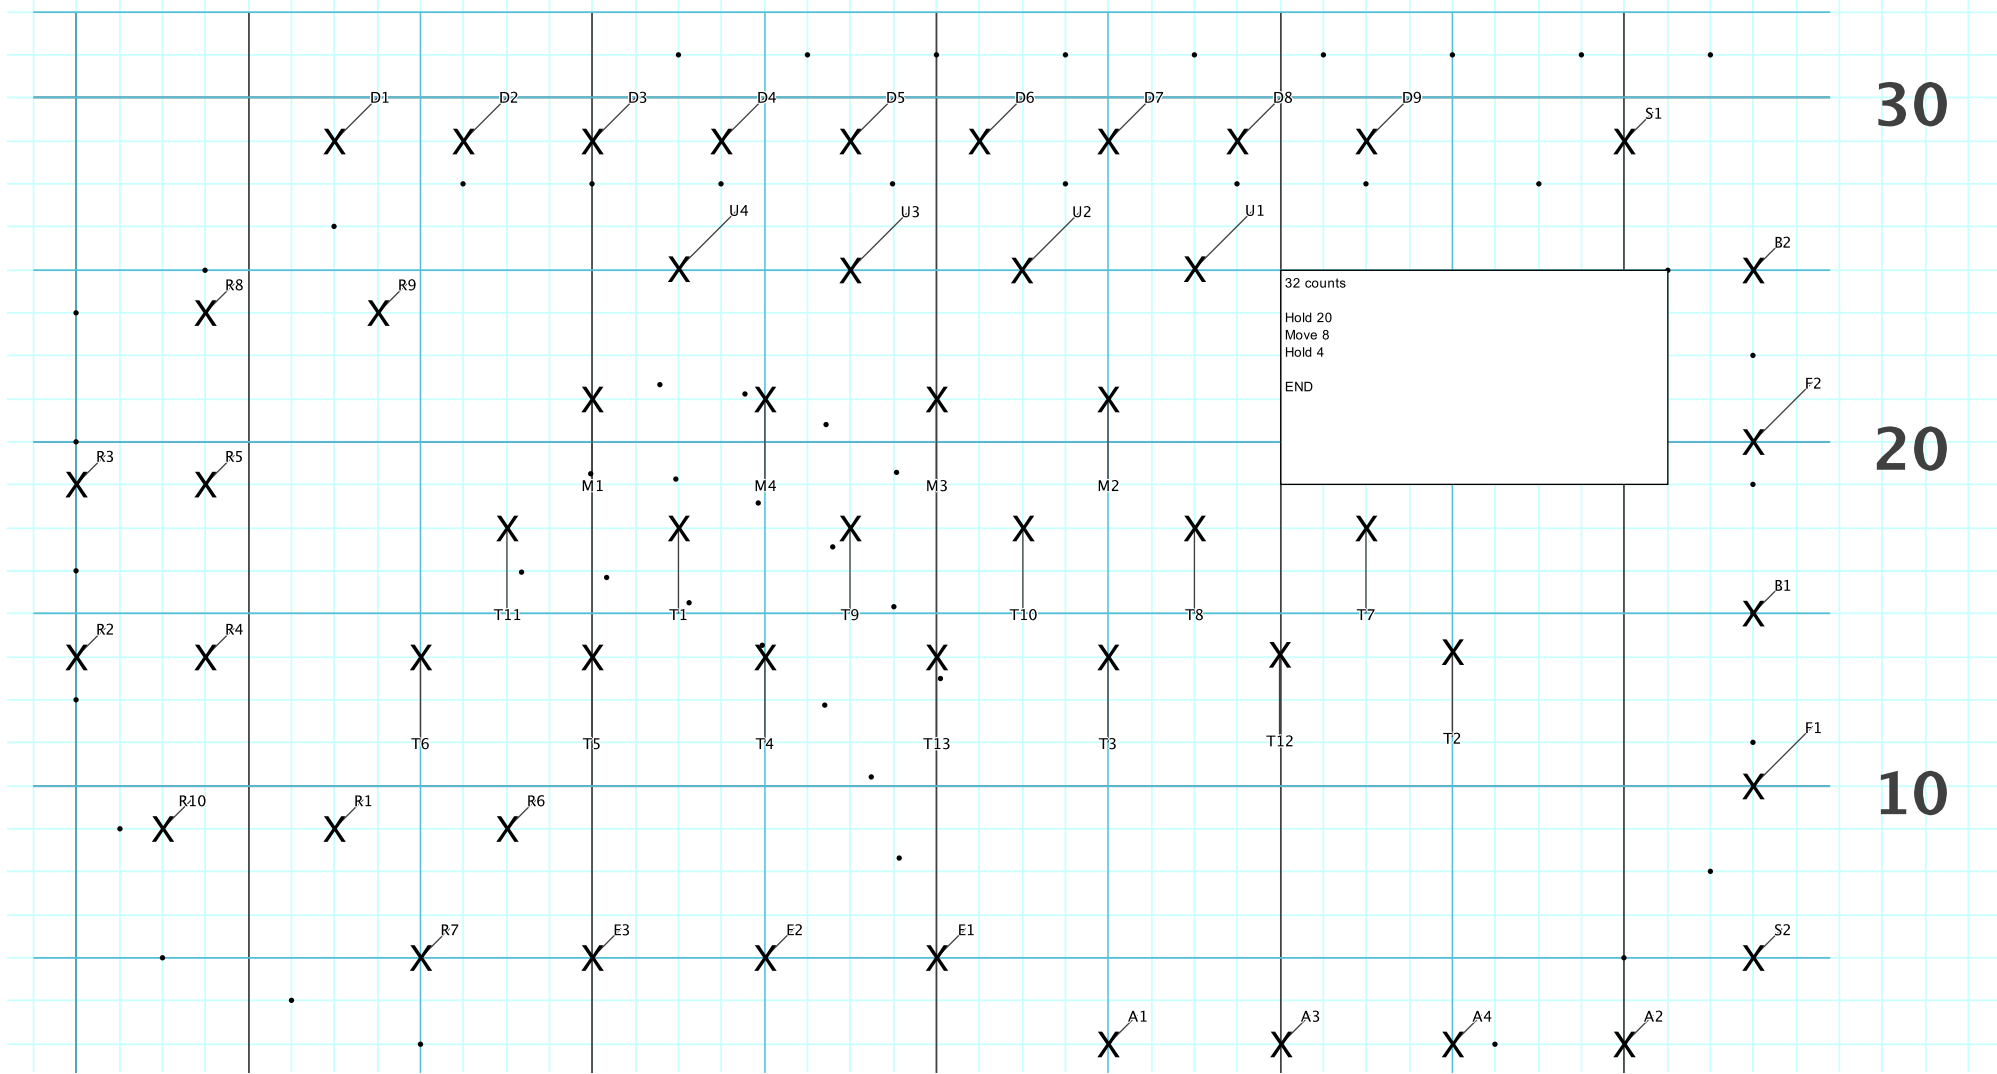 D1 D2 D3 D4 D5 D6 D7 D8 D9
30
S1
U4 U3 U2 U1
B2
R8 R9
32 counts
Hold 20
Move 8
Hold 4
END
F2
20
R3 R5
M1 M4 M3 M2
B1
T11 T1 T9 T10 T8 T7
R2 R4
F1
T6 T5 T4 T13 T3 T12 T2
10
R10 R1 R6
R7 E3 E2 E1 S2
A1 A3 A4 A2